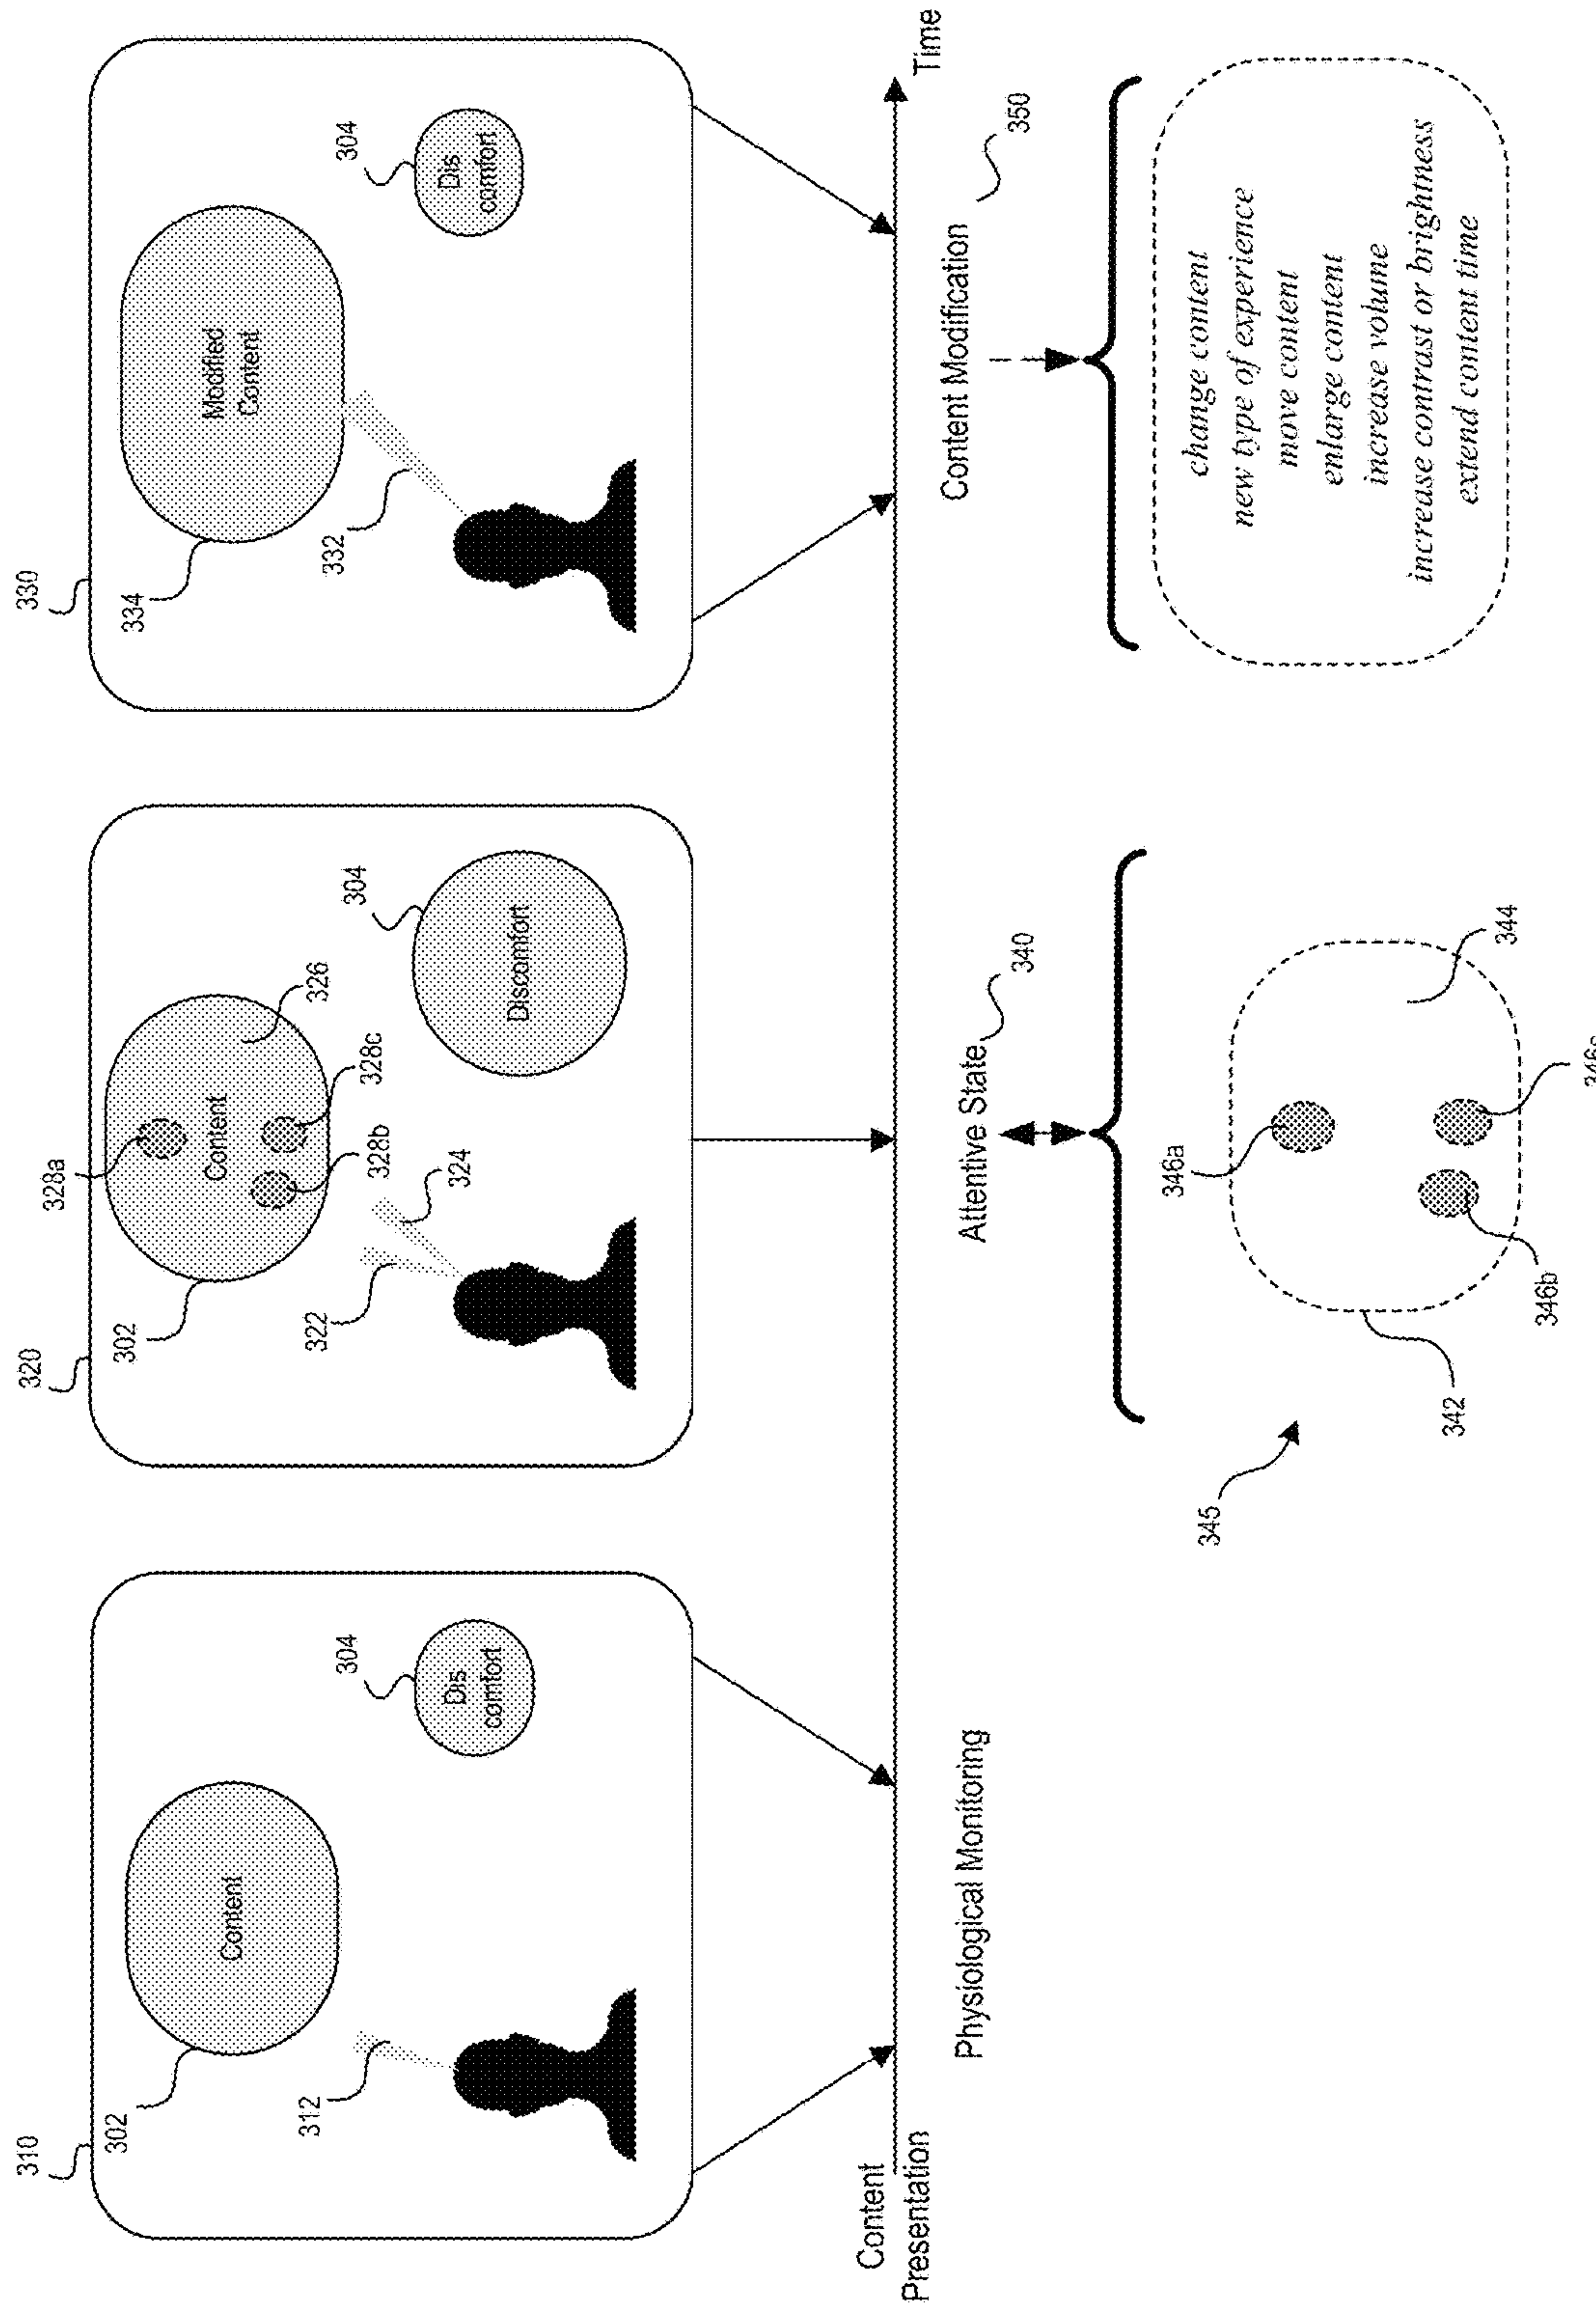 310
302
Content
312
304
Dis
comfort
320
302
328a
Content
326
328c
328b
322
324
304
Discomfort
330
334
Modified
Content
332
304
Dis
comfort
Content
Presentation
Time
Physiological Monitoring
Attentive State
340
Content Modification
350
345
342
346a
346b
346c
344
change content
new type of experience
move content
enlarge content
increase volume
increase contrast or brightness
extend content time